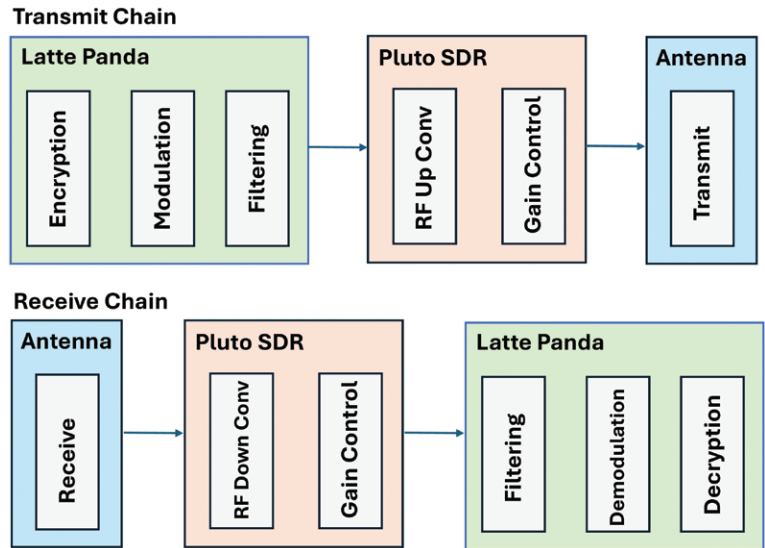 Transmit Chain
Latte Panda
Encryption
Modulation
Filtering
Pluto SDR
RF Up Conv
Gain Control
Antenna
Transmit
Receive Chain
Antenna
Receive
Pluto SDR
RF Down Conv
Gain Control
Latte Panda
Filtering
Demodulation
Decryption